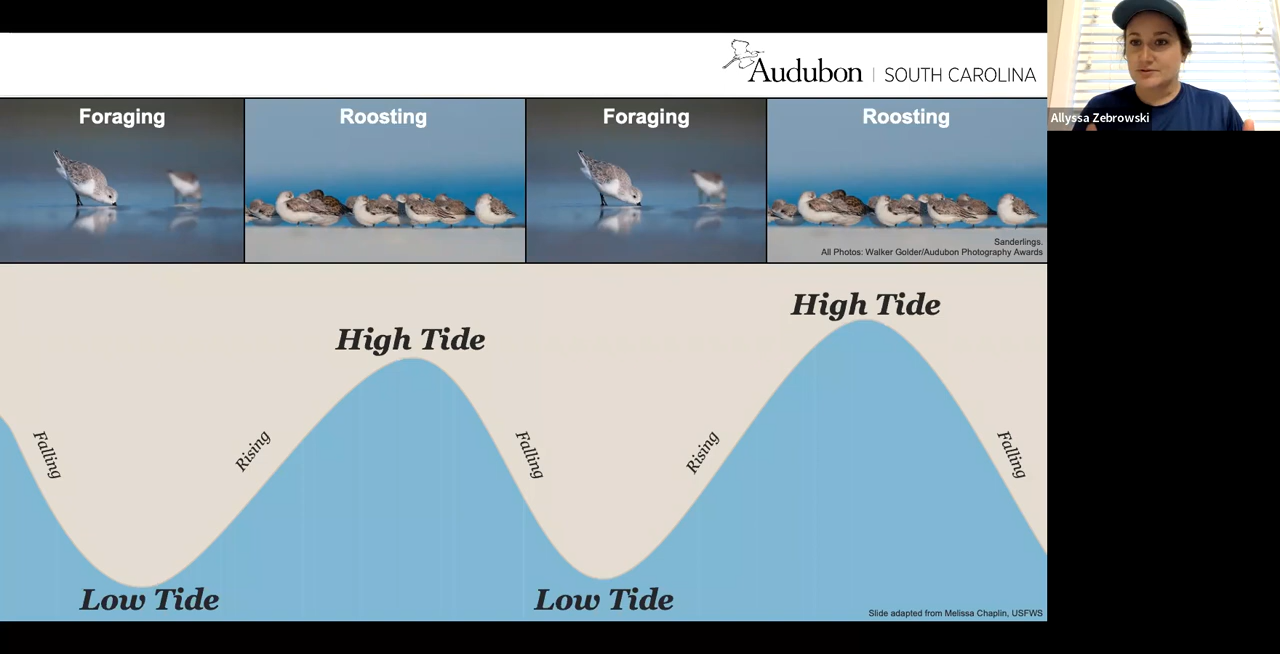 Audubon | SOUTH CAROLINA
Allyssa Zebrowski
Foraging
Roosting
Foraging
Roosting
Sanderlings.
All Photos: Walker Golder/Audubon Photography Awards
High Tide
High Tide
Falling
Rising
Falling
Rising
Falling
Low Tide
Low Tide
Slide adapted from Melissa Chaplin, USFWS